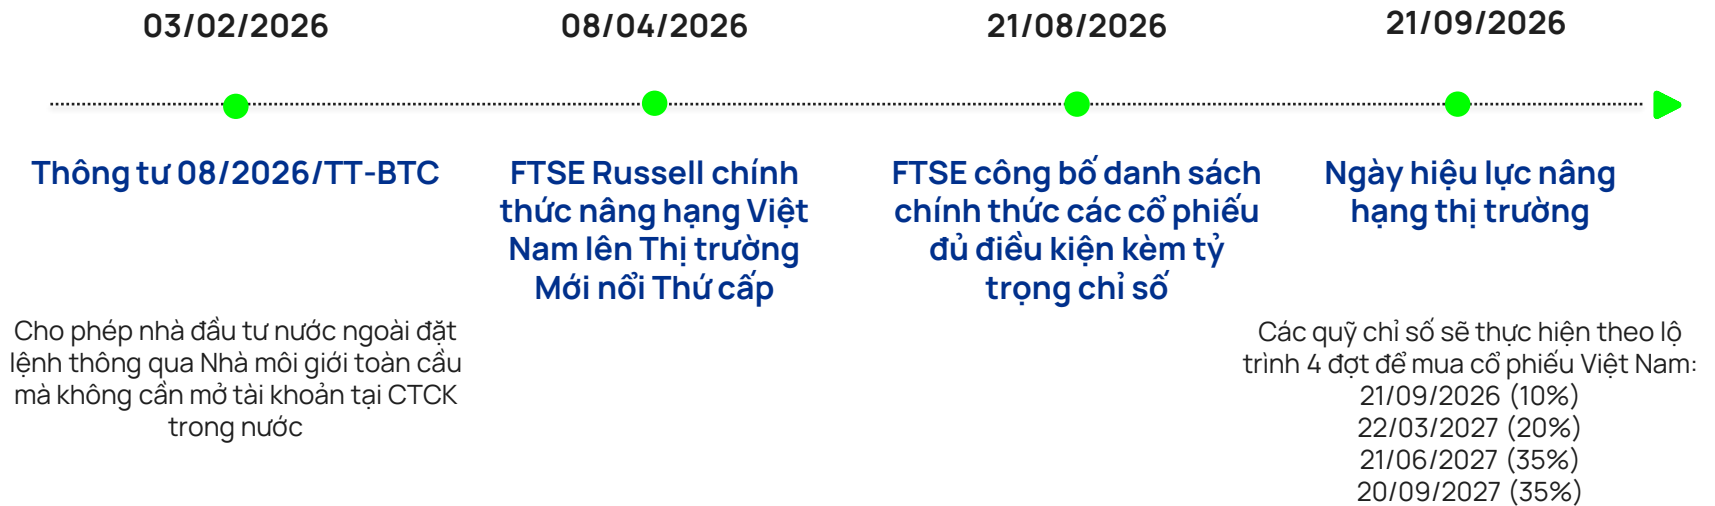 03/02/2026
08/04/2026
21/08/2026
21/09/2026
Thông tư 08/2026/TT-BTC
Cho phép nhà đầu tư nước ngoài đặt
lệnh thông qua Nhà môi giới toàn cầu
mà không cần mở tài khoản tại CTCK
trong nước
FTSE Russell chính
thức nâng hạng Việt
Nam lên Thị trường
Mới nổi Thứ cấp
FTSE công bố danh sách
chính thức các cổ phiếu
đủ điều kiện kèm tỷ
trọng chỉ số
Ngày hiệu lực nâng
hạng thị trường
Các quỹ chỉ số sẽ thực hiện theo lộ
trình 4 đợt để mua cổ phiếu Việt Nam:
21/09/2026 (10%)
22/03/2027 (20%)
21/06/2027 (35%)
20/09/2027 (35%)